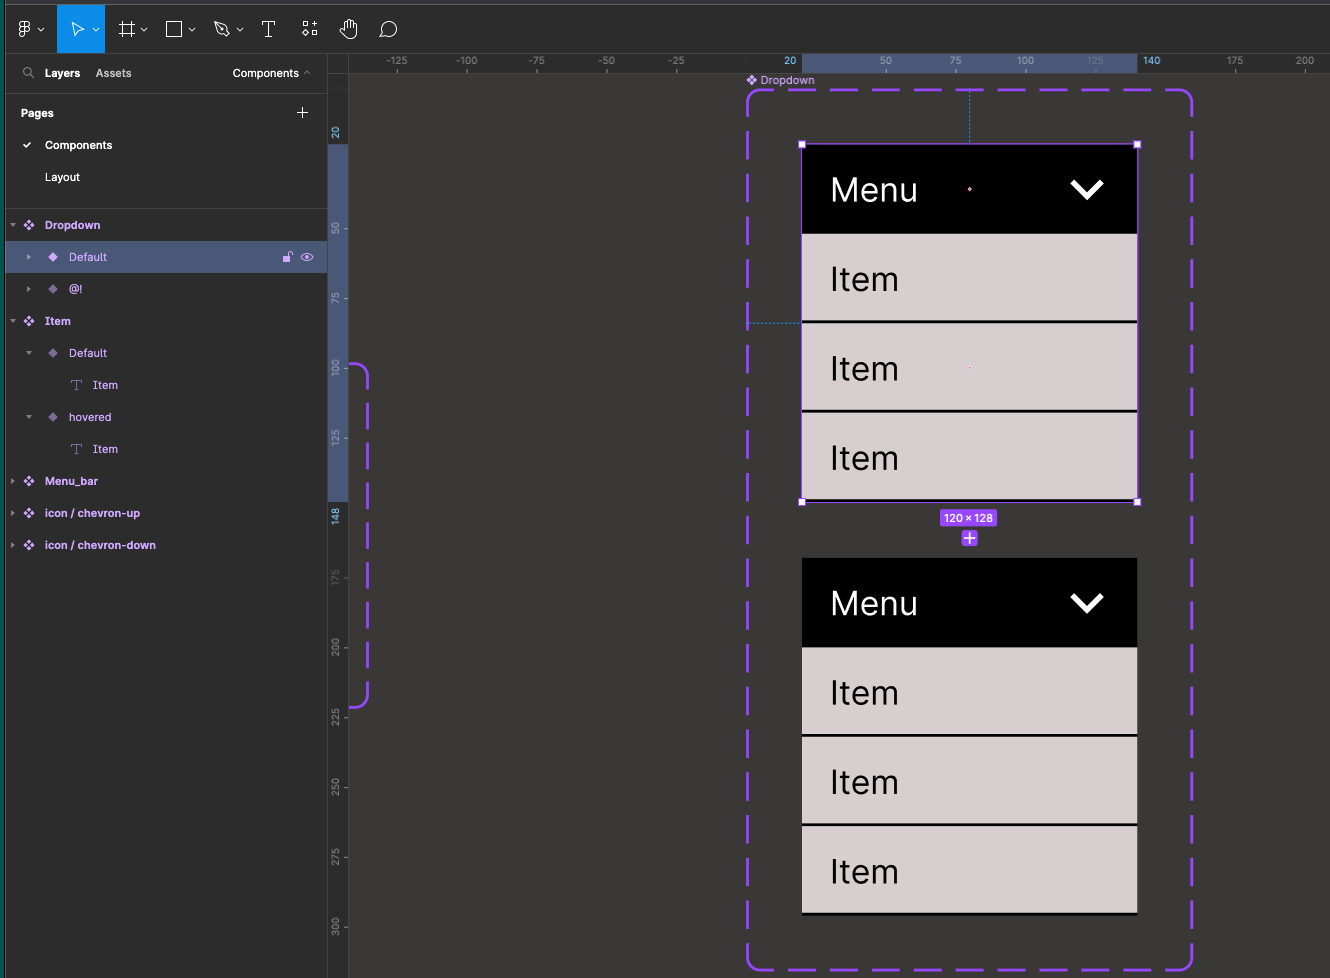 Layers Assets Components
Pages
Components
Layout
Dropdown
Default
@!
Item
Default
Item
hovered
Item
Menu_bar
icon / chevron-up
icon / chevron-down
-125 -100 -75 -50 -25 20 50 75 100 125 140 175 200
20
50
75
100
125
148
175
200
225
250
275
300
Dropdown
Menu
Item
Item
Item
120 × 128
Menu
Item
Item
Item